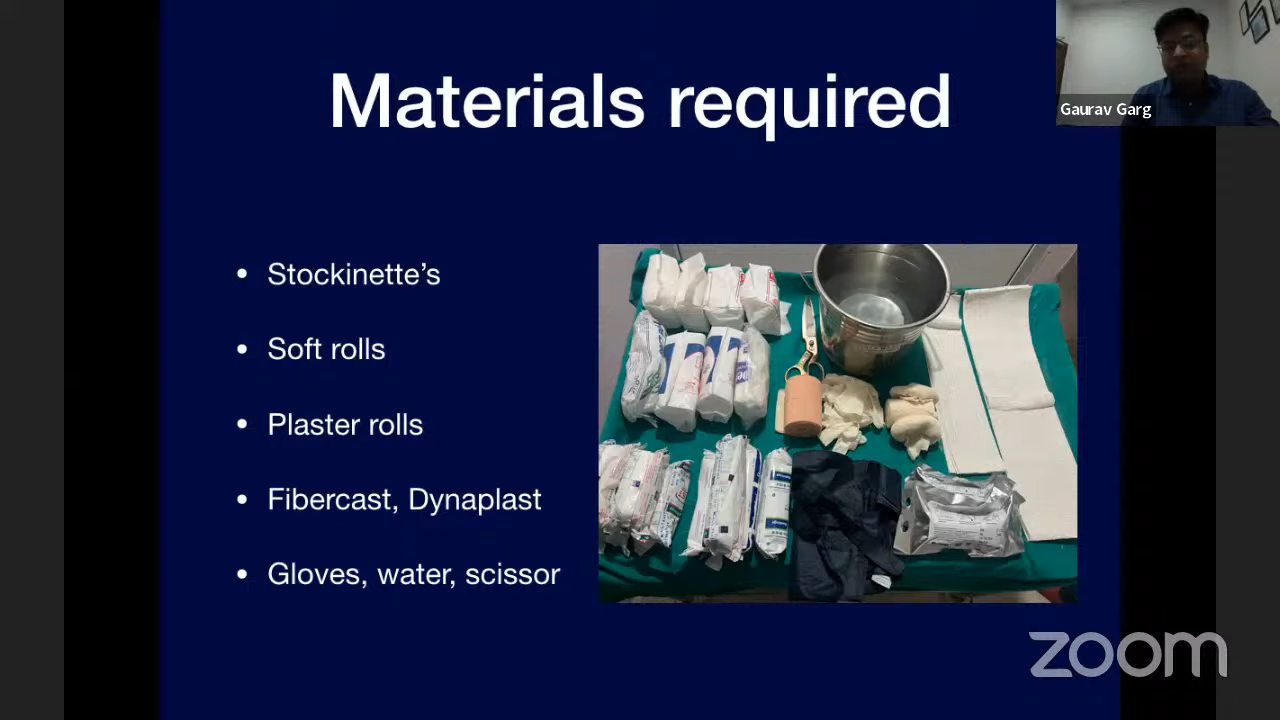 Materials required
Gaurav Garg
• Stockinette’s
• Soft rolls
• Plaster rolls
• Fibercast, Dynaplast
• Gloves, water, scissor
zoom